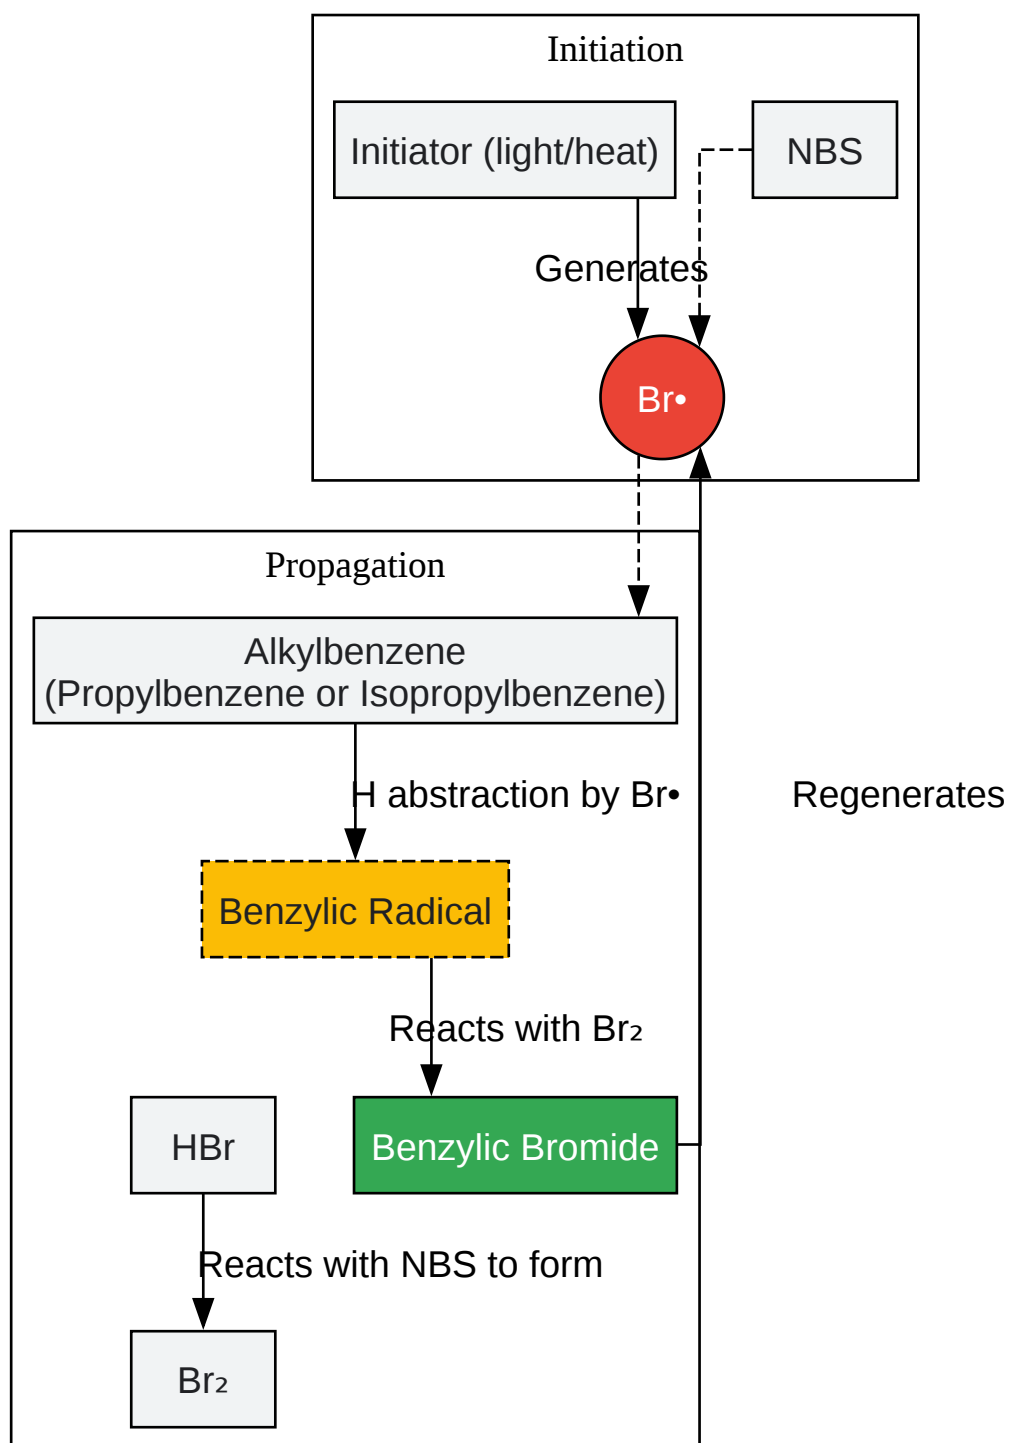 Initiation
Initiator (light/heat)
NBS
Generates
Br•
Propagation
Alkylbenzene
(Propylbenzene or Isopropylbenzene)
H abstraction by Br•
Regenerates
Benzylic Radical
Reacts with Br₂
HBr
Benzylic Bromide
Reacts with NBS to form
Br₂